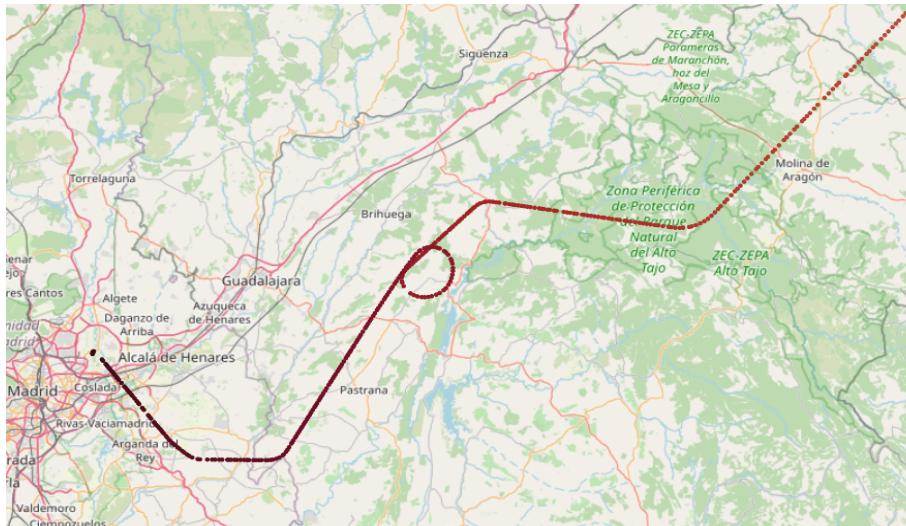 ZEC-ZEPA
Parameras
de Maranchón,
hoz del
Mesa y
Aragoncillo
Sigüenza
Torrelaguna
Molina de
Aragón
Zona Periférica
de Protección
del Parque
Natural
del Alto
Tajo
Brihuega
ZEC-ZEPA
Alto Tajo
Guadalajara
Algete
Azuqueca
de Henares
Daganzo de
Arriba
Alcalá de Henares
Madrid
Coslada
Pastrana
Rivas-Vaciamadrid
Arganda del
Rey
Valdemoro
Ciempozuelos